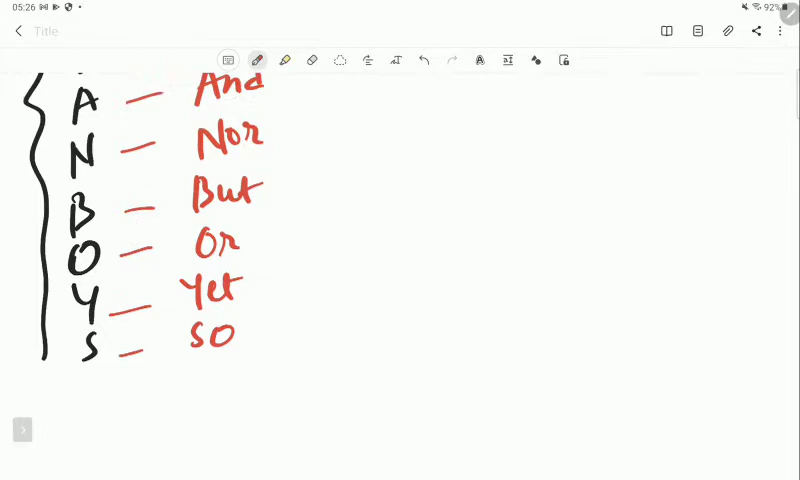 05:26 92%
Title
A — And
N — Nor
B — But
O — Or
Y — Yet
S — SO